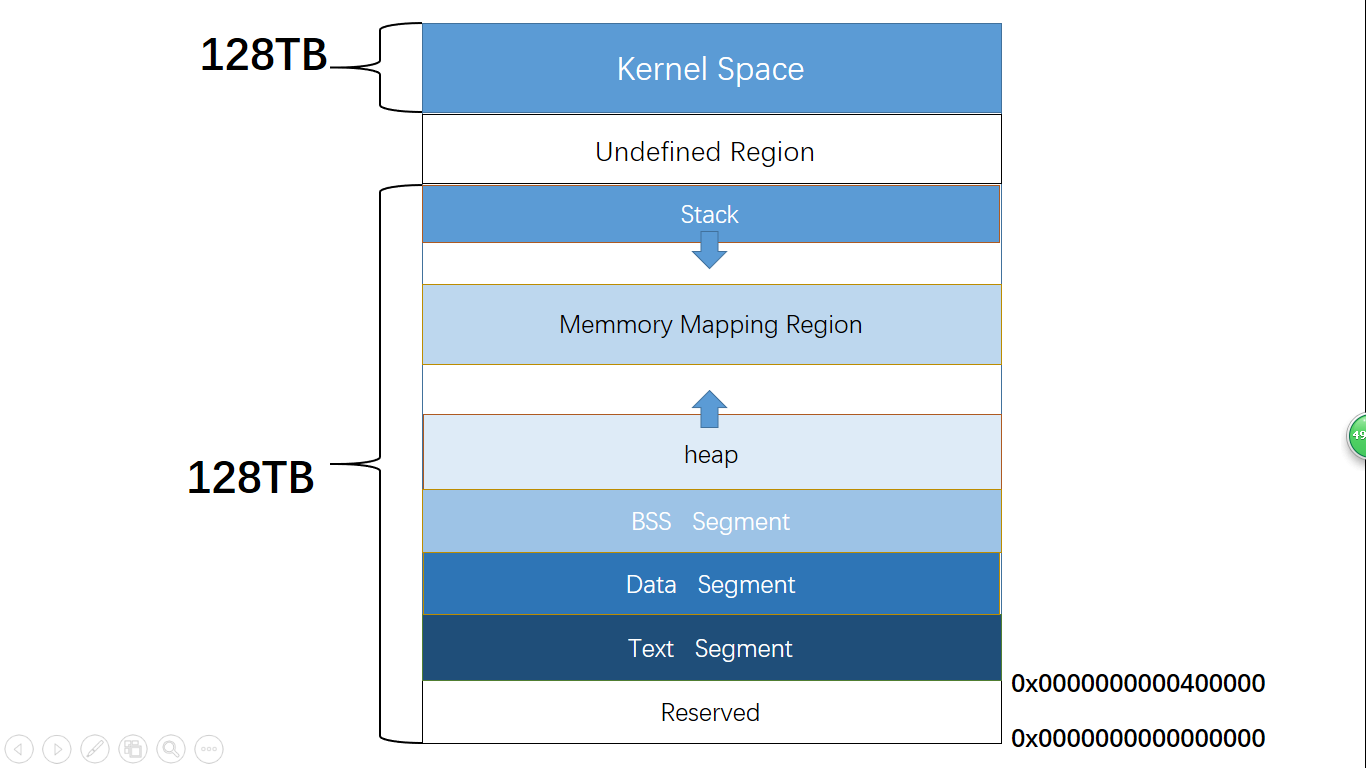 128TB
Kernel Space
Undefined Region
Stack
Memmory Mapping Region
heap
128TB
BSS Segment
Data Segment
Text Segment
0x0000000000400000
Reserved
0x0000000000000000
49